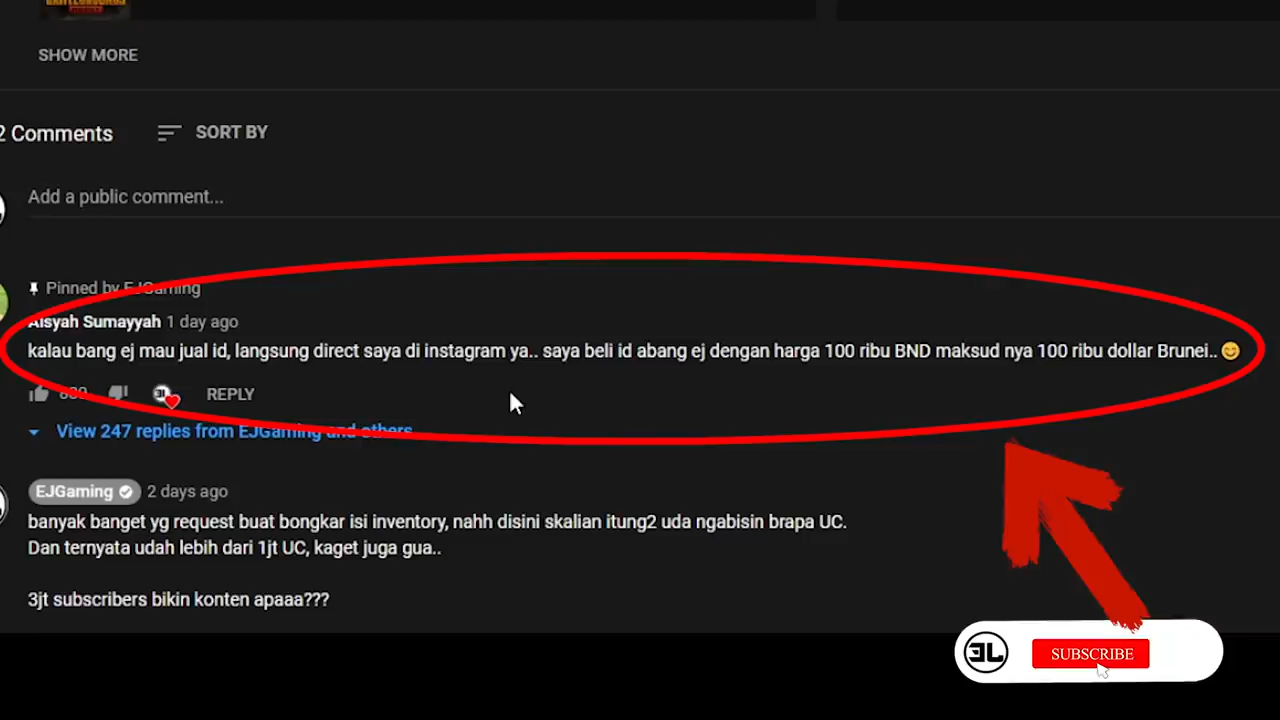 SHOW MORE
2 Comments
SORT BY
Add a public comment...
Pinned by EJGaming
Aisyah Sumayyah 1 day ago
kalau bang ej mau jual id, langsung direct saya di instagram ya.. saya beli id abang ej dengan harga 100 ribu BND maksud nya 100 ribu dollar Brunei.. 😊
REPLY
View 247 replies from EJGaming and others
EJGaming 2 days ago
banyak banget yg request buat bongkar isi inventory, nahh disini skalian itung2 uda ngabisin brapa UC.
Dan ternyata udah lebih dari 1jt UC, kaget juga gua..
3jt subscribers bikin konten apaaa???
SUBSCRIBE